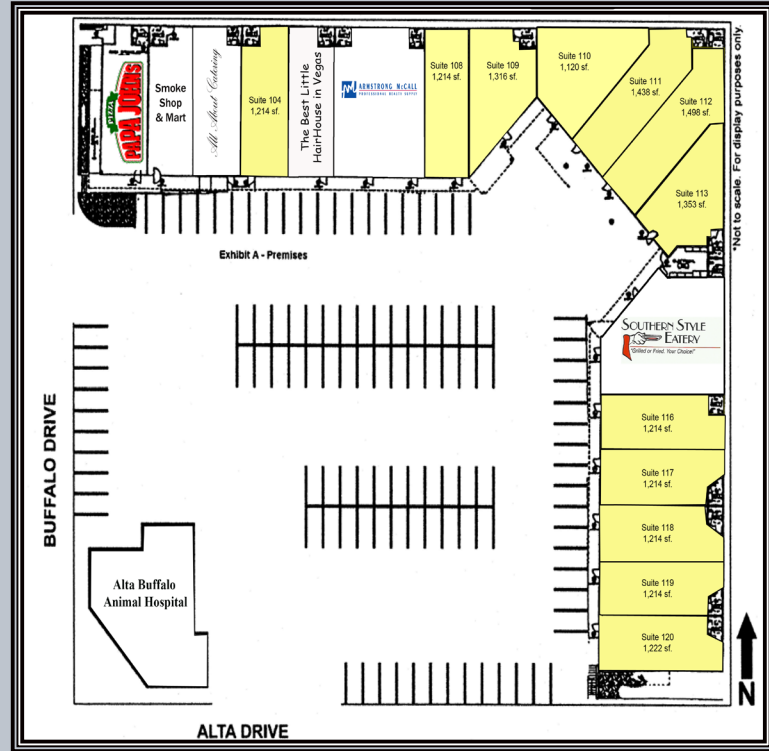 PIZZA
PAPA JOHNS
Smoke
Shop
& Mart
All About Catering
Suite 104
1,214 sf.
The Best Little
HairHouse in Vegas
ARMSTRONG McCALL
PROFESSIONAL BEAUTY SUPPLY
Suite 108
1,214 sf.
Suite 109
1,316 sf.
Suite 110
1,120 sf.
Suite 111
1,438 sf.
Suite 112
1,498 sf.
Suite 113
1,353 sf.
*Not to scale. For display purposes only.
Exhibit A - Premises
SOUTHERN STYLE
EATERY
"Grilled or Fried. Your Choice!"
Suite 116
1,214 sf.
Suite 117
1,214 sf.
Suite 118
1,214 sf.
Suite 119
1,214 sf.
Suite 120
1,222 sf.
BUFFALO DRIVE
Alta Buffalo
Animal Hospital
N
ALTA DRIVE